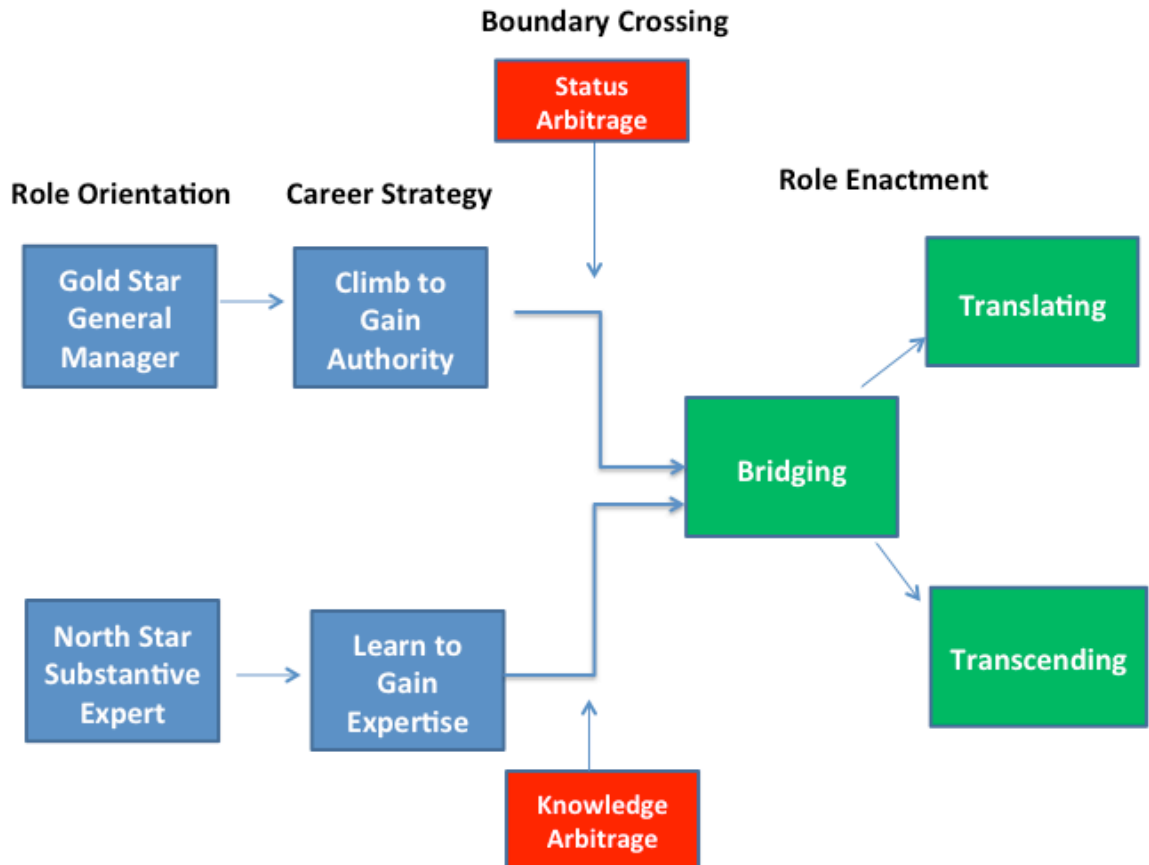 Boundary Crossing
Status
Arbitrage
Role Orientation
Career Strategy
Role Enactment
Gold Star
General
Manager
Climb to
Gain
Authority
Translating
Bridging
North Star
Substantive
Expert
Learn to
Gain
Expertise
Transcending
Knowledge
Arbitrage